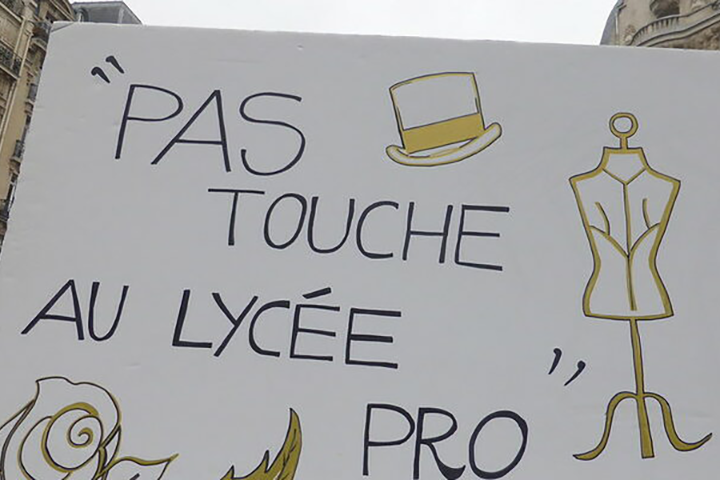 "PAS
TOUCHE
AU LYCÉE
PRO"